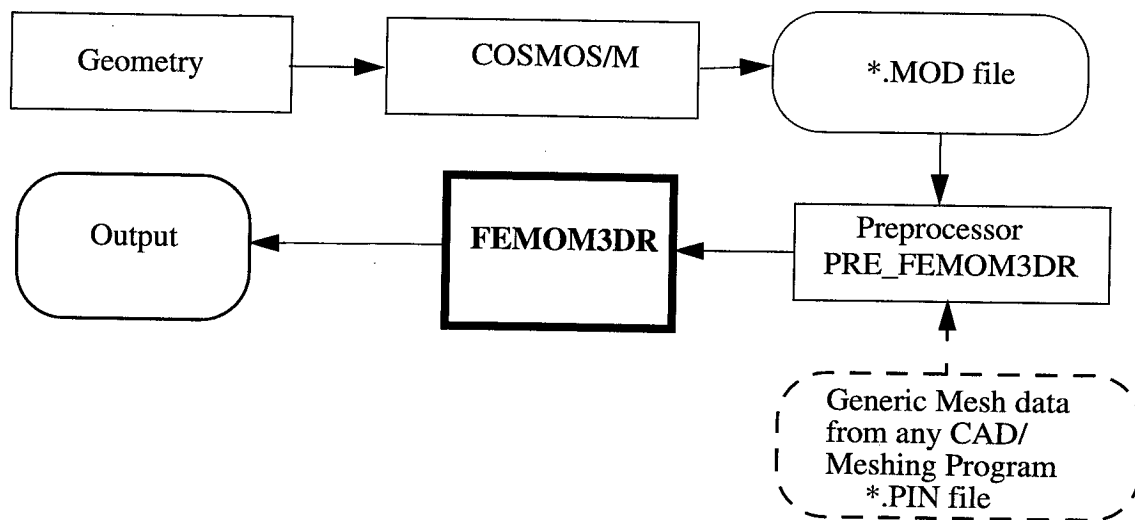 Geometry
COSMOS/M
*.MOD file
Output
FEMOM3DR
Preprocessor
PRE_FEMOM3DR
Generic Mesh data
from any CAD/
Meshing Program
*.PIN file